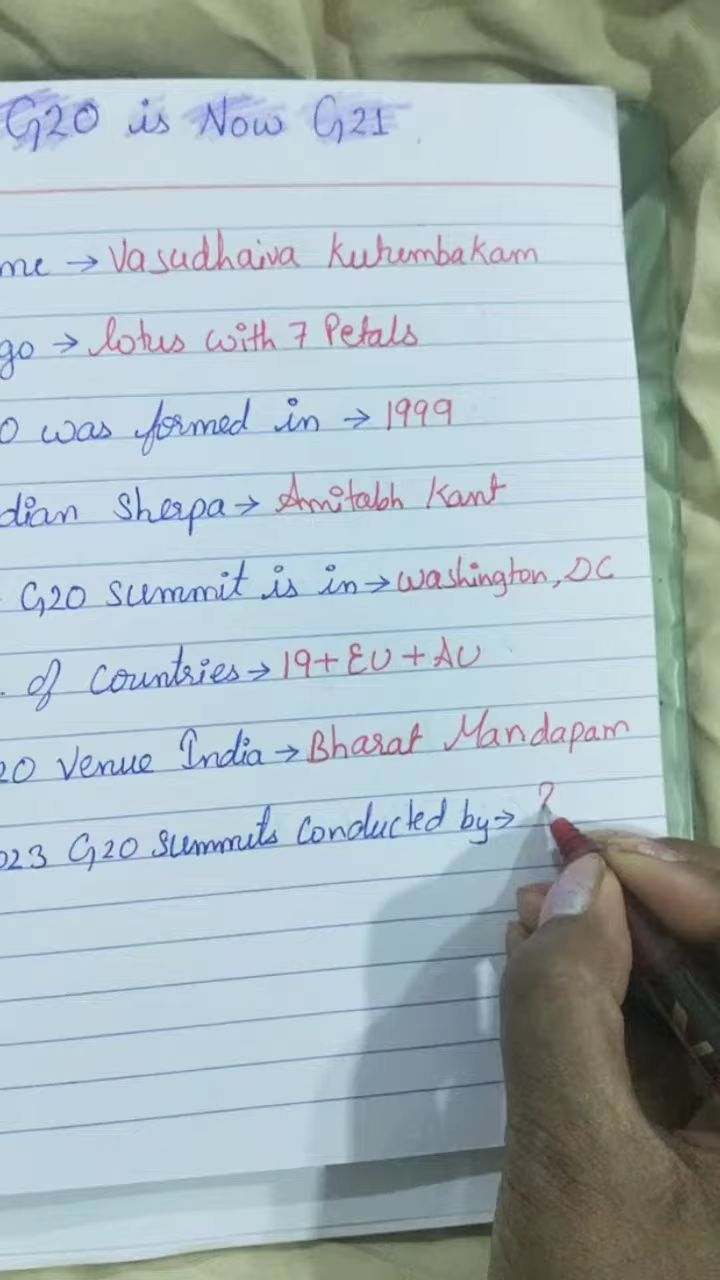 G20 is Now G21
me → Vasudhaiva Kutumbakam
go → lotus with 7 Petals
0 was formed in → 1999
dian Sherpa → Amitabh Kant
G20 summit is in → Washington, DC
. of Countries → 19+ EU + AU
20 Venue India → Bharat Mandapam
023 G20 Summits Conducted by →